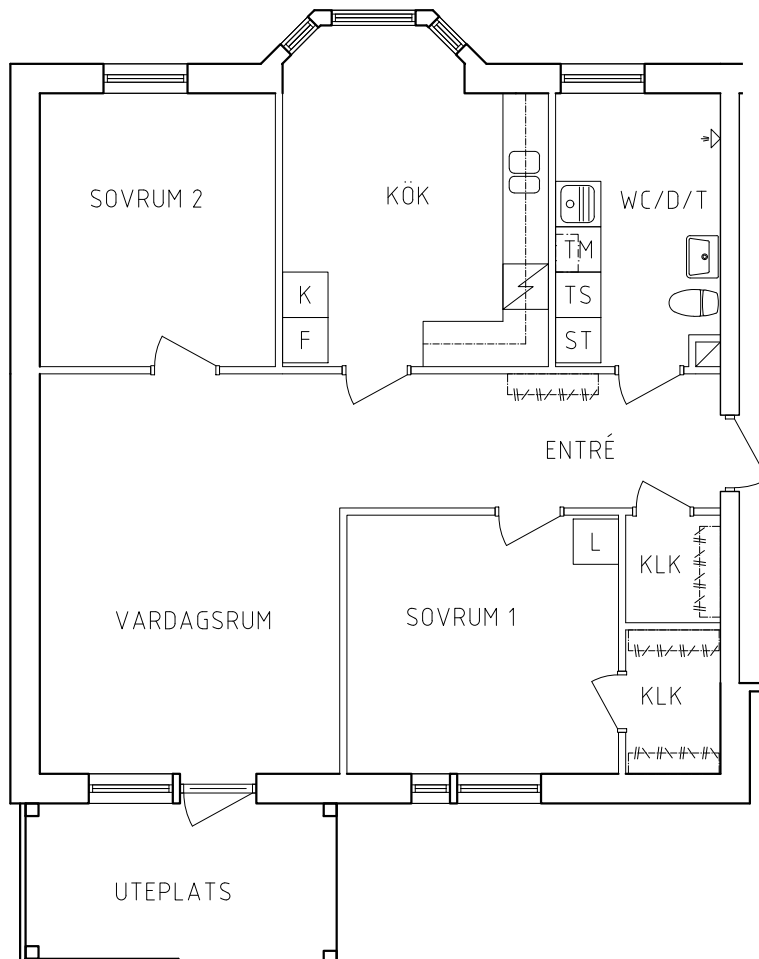 SOVRUM 2
KÖK
WC/D/T
TM
K
TS
F
ST
ENTRÉ
L
KLK
VARDAGSRUM
SOVRUM 1
KLK
UTEPLATS